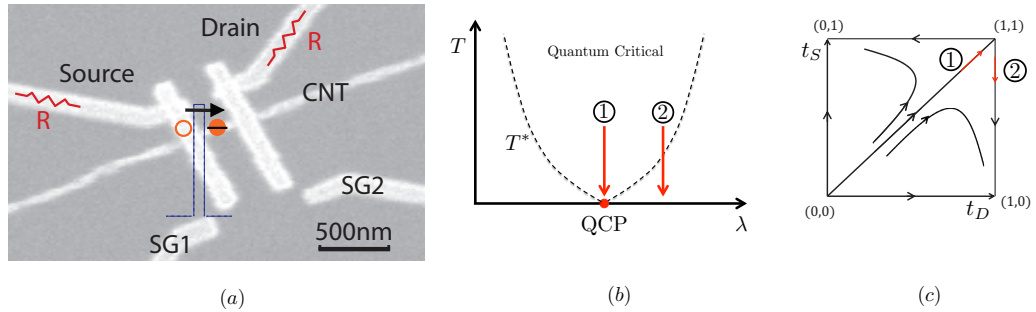 Drain
R
Source
R
CNT
SG2
SG1
500nm
(a)
T
Quantum Critical
1
2
T*
QCP
λ
(b)
(0,1)
(1,1)
t_S
1
2
(0,0)
t_D
(1,0)
(c)